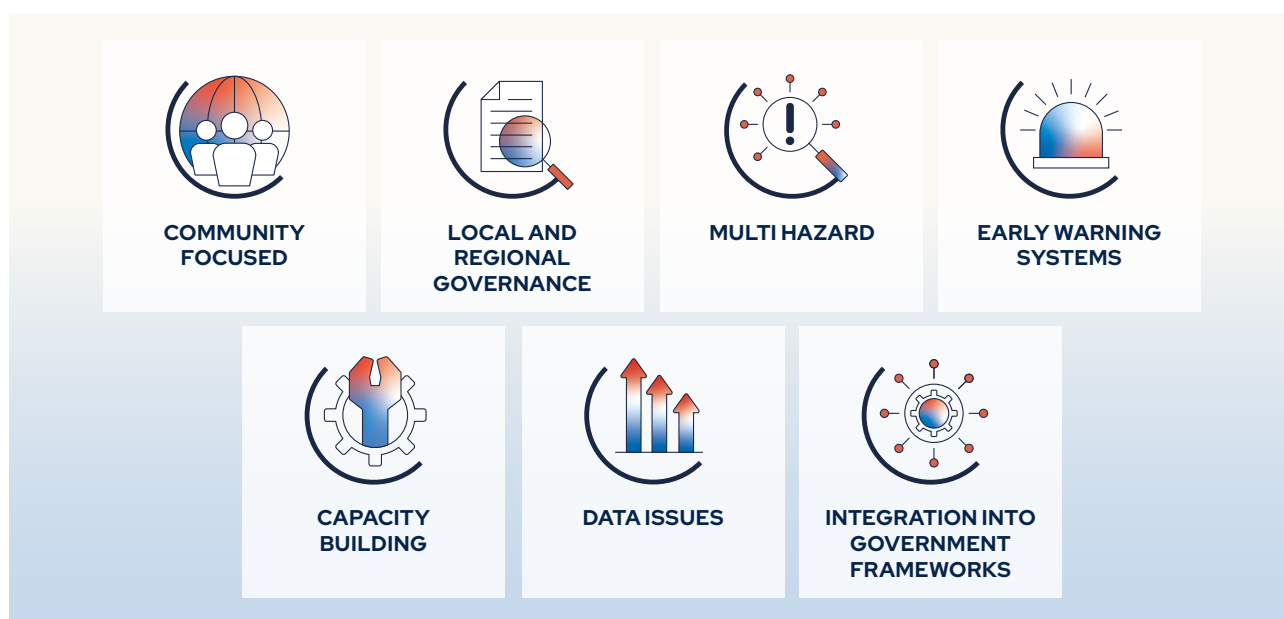 COMMUNITY
FOCUSED
LOCAL AND
REGIONAL
GOVERNANCE
MULTI HAZARD
EARLY WARNING
SYSTEMS
CAPACITY
BUILDING
DATA ISSUES
INTEGRATION INTO
GOVERNMENT
FRAMEWORKS